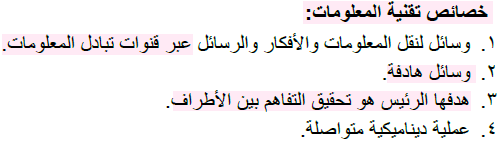 خصائص تقنية المعلومات:
١. وسائل لنقل المعلومات والأفكار والرسائل عبر قنوات تبادل المعلومات.
٢. وسائل هادفة.
٣. هدفها الرئيس هو تحقيق التفاهم بين الأطراف.
٤. عملية ديناميكية متواصلة.